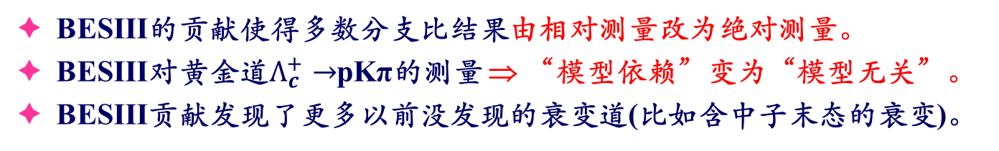 BESIII的贡献使得多数分支比结果由相对测量改为绝对测量。
BESIII对黄金道Λc+ →pKπ的测量⇒“模型依赖”变为“模型无关”。
BESIII贡献发现了更多以前没发现的衰变道(比如含中子末态的衰变)。